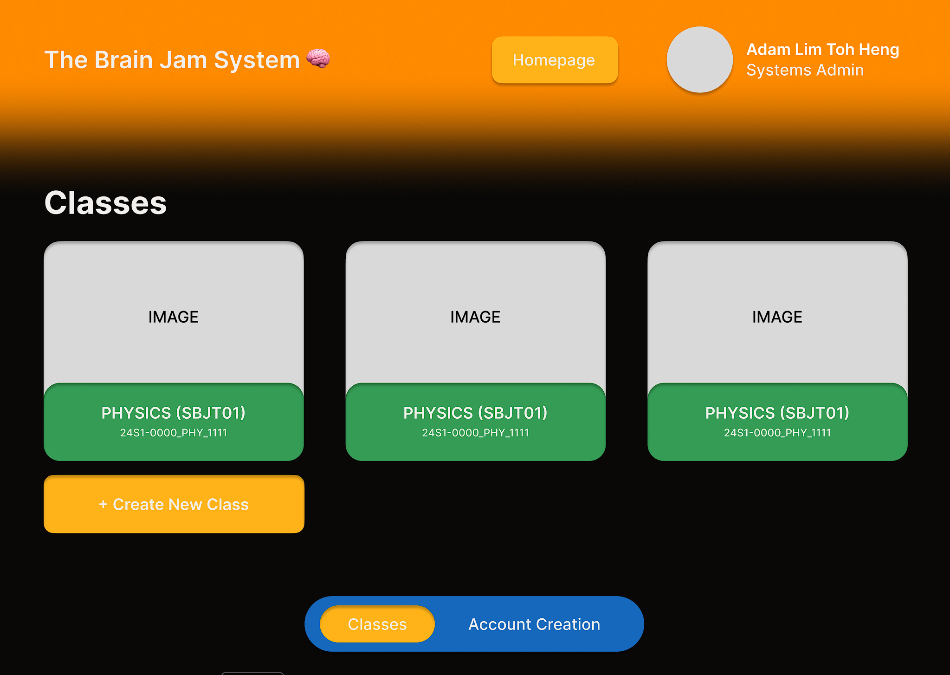 The Brain Jam System 🧠
Homepage
Adam Lim Toh Heng
Systems Admin
Classes
IMAGE
IMAGE
IMAGE
PHYSICS (SBJT01)
24S1-0000_PHY_1111
PHYSICS (SBJT01)
24S1-0000_PHY_1111
PHYSICS (SBJT01)
24S1-0000_PHY_1111
+ Create New Class
Classes
Account Creation